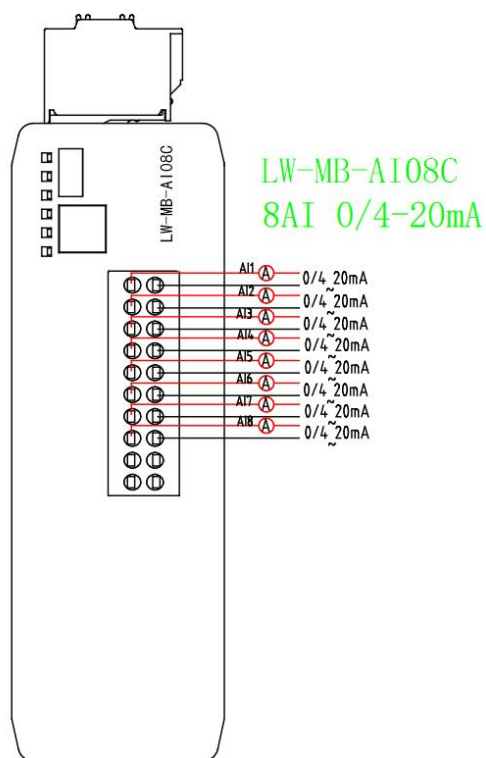 LW-MB-AI08C
LW-MB-AI08C
8AI 0/4-20mA
AI1 A 0/4~20mA
AI2 A 0/4~20mA
AI3 A 0/4~20mA
AI4 A 0/4~20mA
AI5 A 0/4~20mA
AI6 A 0/4~20mA
AI7 A 0/4~20mA
AI8 A 0/4~20mA